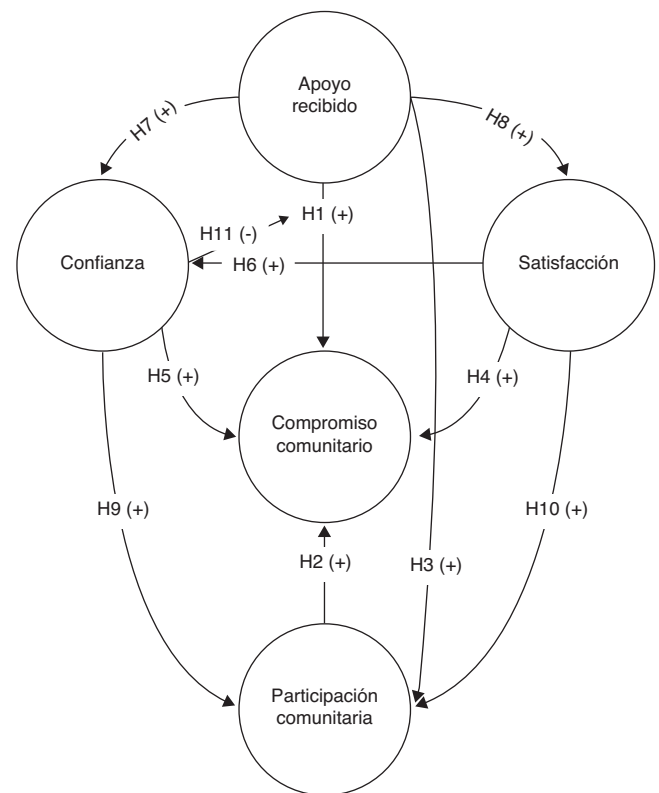 Apoyo
recibido
H7 (+)
H8 (+)
H1 (+)
H11 (-)
Confianza
H6 (+)
Satisfacción
H5 (+)
H4 (+)
Compromiso
comunitario
H9 (+)
H10 (+)
H2 (+)
H3 (+)
Participación
comunitaria